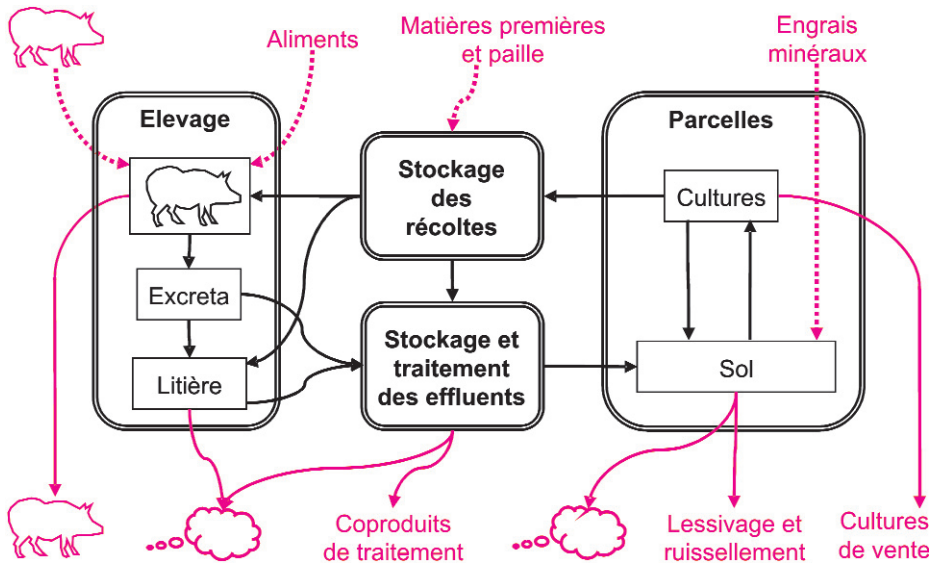 Aliments
Matières premières
et paille
Engrais
minéraux
Elevage
Parcelles
Stockage
des
récoltes
Cultures
Excreta
Stockage et
traitement
des effluents
Litière
Sol
Coproduits
de traitement
Lessivage et
ruissellement
Cultures
de vente